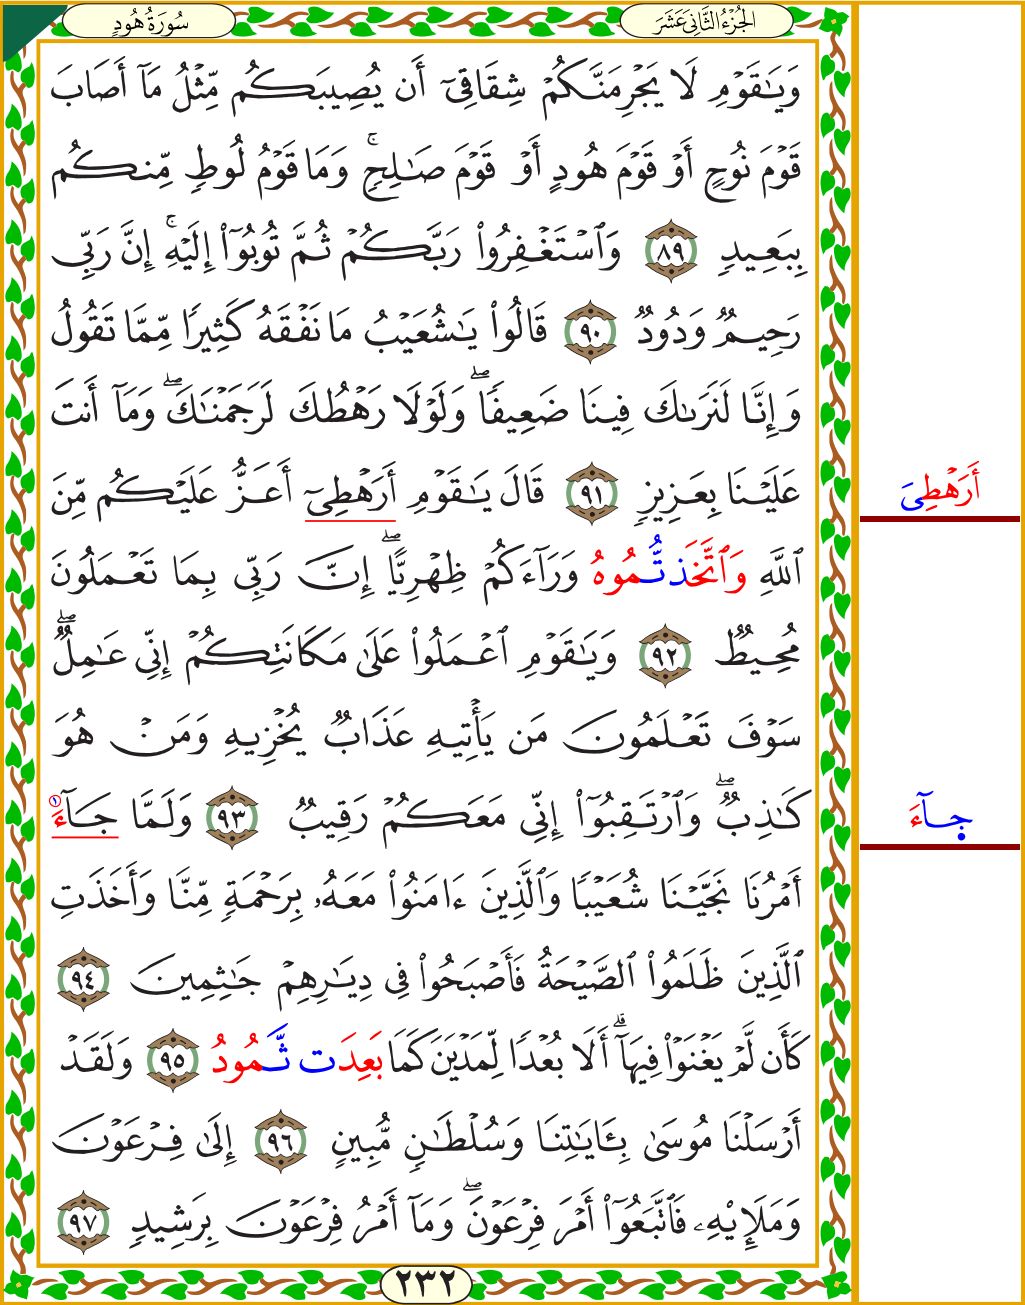 الجُزْءُ الثَّانِي عَشَرَ
سُورَةُ هُودٍ
وَيَٰقَوْمِ لَا يَجْرِمَنَّكُمْ شِقَاقِىٓ أَن يُصِيبَكُم مِّثْلُ مَآ أَصَابَ
قَوْمَ نُوحٍ أَوْ قَوْمَ هُودٍ أَوْ قَوْمَ صَٰلِحٍۚ وَمَا قَوْمُ لُوطٍ مِّنكُم
بِبَعِيدٍ ٨٩ وَٱسْتَغْفِرُوا۟ رَبَّكُمْ ثُمَّ تُوبُوٓا۟ إِلَيْهِۚ إِنَّ رَبِّى
رَحِيمٌ وَدُودٌ ٩٠ قَالُوا۟ يَٰشُعَيْبُ مَا نَفْقَهُ كَثِيرًا مِّمَّا تَقُولُ
وَإِنَّا لَنَرَىٰكَ فِينَا ضَعِيفًاۖ وَلَوْلَا رَهْطُكَ لَرَجَمْنَٰكَۖ وَمَآ أَنتَ
عَلَيْنَا بِعَزِيزٍ ٩١ قَالَ يَٰقَوْمِ أَرَهْطِىٓ أَعَزُّ عَلَيْكُم مِّنَ
أَرَهْطِىَ
ٱللَّهِ وَٱتَّخَذتُّمُوهُ وَرَآءَكُمْ ظِهْرِيًّاۖ إِنَّ رَبِّى بِمَا تَعْمَلُونَ
مُحِيطٌ ٩٢ وَيَٰقَوْمِ ٱعْمَلُوا۟ عَلَىٰ مَكَانَتِكُمْ إِنِّى عَٰمِلٌۖ
سَوْفَ تَعْلَمُونَ مَن يَأْتِيهِ عَذَابٌ يُخْزِيهِ وَمَنْ هُوَ
كَٰذِبٌۖ وَٱرْتَقِبُوٓا۟ إِنِّى مَعَكُمْ رَقِيبٌ ٩٣ وَلَمَّا جَآءَ ١
جآءَ
أَمْرُنَا نَجَّيْنَا شُعَيْبًا وَٱلَّذِينَ ءَامَنُوا۟ مَعَهُۥ بِرَحْمَةٍ مِّنَّا وَأَخَذَتِ
ٱلَّذِينَ ظَلَمُوا۟ ٱلصَّيْحَةُ فَأَصْبَحُوا۟ فِى دِيَٰرِهِمْ جَٰثِمِينَ ٩٤
كَأَن لَّمْ يَغْنَوْا۟ فِيهَآۗ أَلَا بُعْدًا لِّمَدْيَنَ كَمَا بَعِدَت ثَّمُودُ ٩٥ وَلَقَدْ
أَرْسَلْنَا مُوسَىٰ بِـَٔايَٰتِنَا وَسُلْطَٰنٍ مُّبِينٍ ٩٦ إِلَىٰ فِرْعَوْنَ
وَمَلَإِي۟هِۦ فَٱتَّبَعُوٓا۟ أَمْرَ فِرْعَوْنَۖ وَمَآ أَمْرُ فِرْعَوْنَ بِرَشِيدٍ ٩٧
٢٣٢